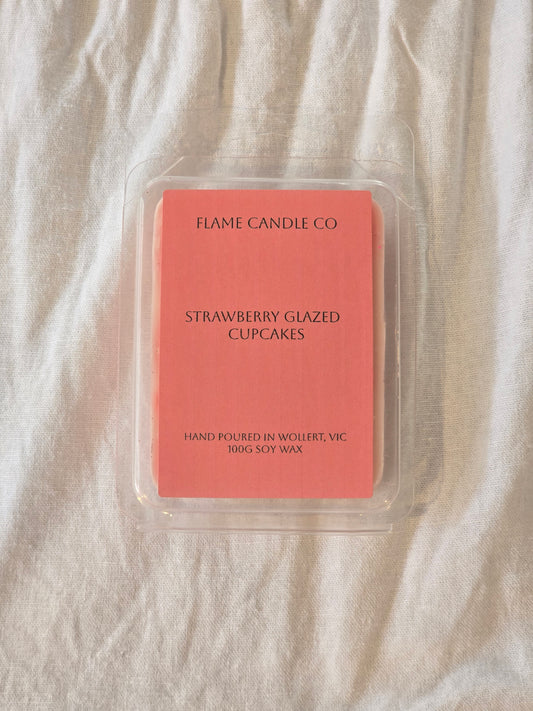 FLAME CANDLE CO
STRAWBERRY GLAZED
CUPCAKES
HAND POURED IN WOLLERT, VIC
100G SOY WAX